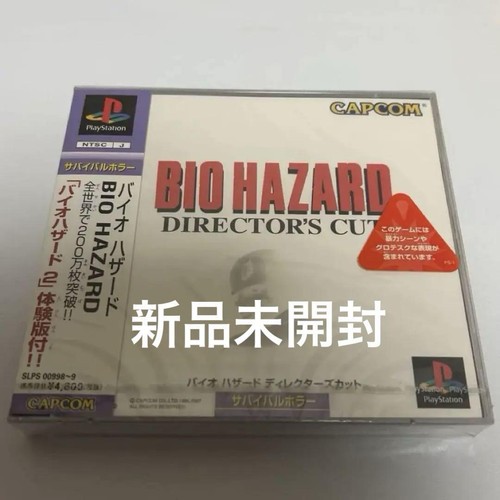 PlayStation
NTSC J
サバイバルホラー
バイオ ハザード
BIO HAZARD
全世界で200万枚突破!!
「バイオハザード2」体験版付!!
SLPS 00998~9
¥4,800
CAPCOM
CAPCOM
BIO HAZARD
DIRECTOR'S CUT
このゲームには
暴力シーンや
グロテスクな表現が
含まれています。
新品未開封
バイオ ハザード ディレクターズカット
サバイバルホラー
PlayStation